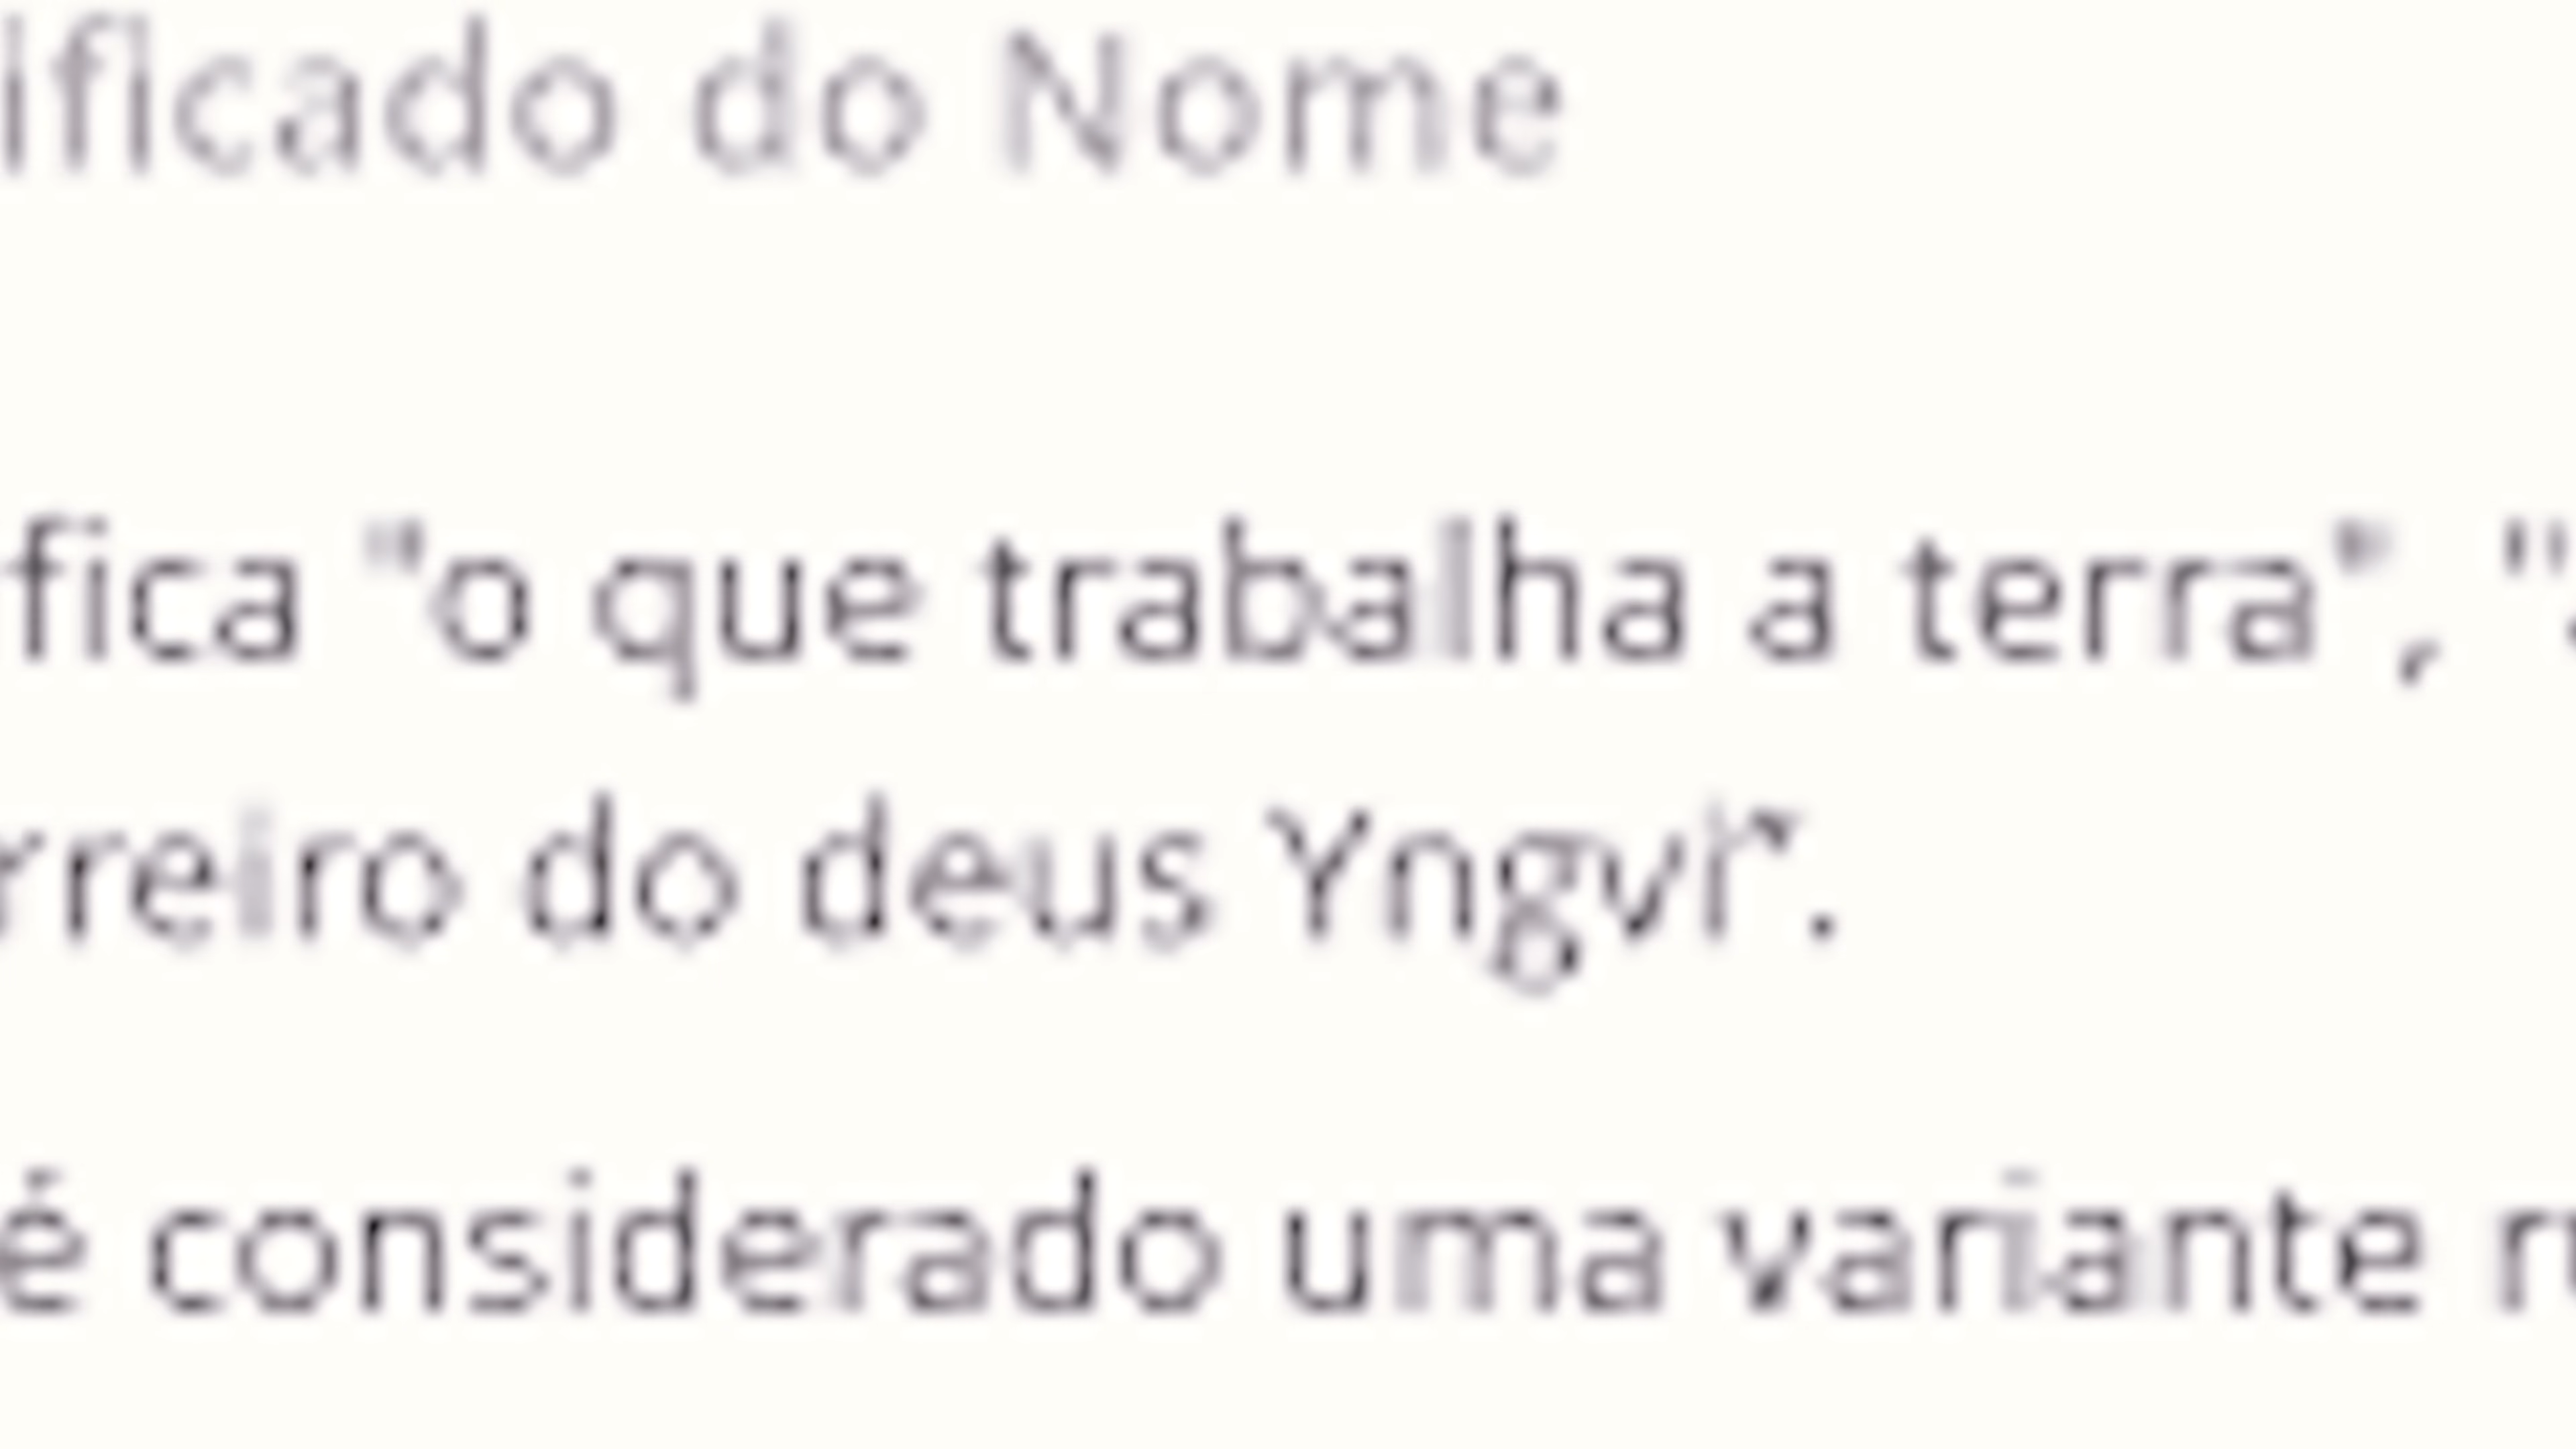 ificado do Nome
fica "o que trabalha a terra", "
rreiro do deus Yngvi".
é considerado uma variante